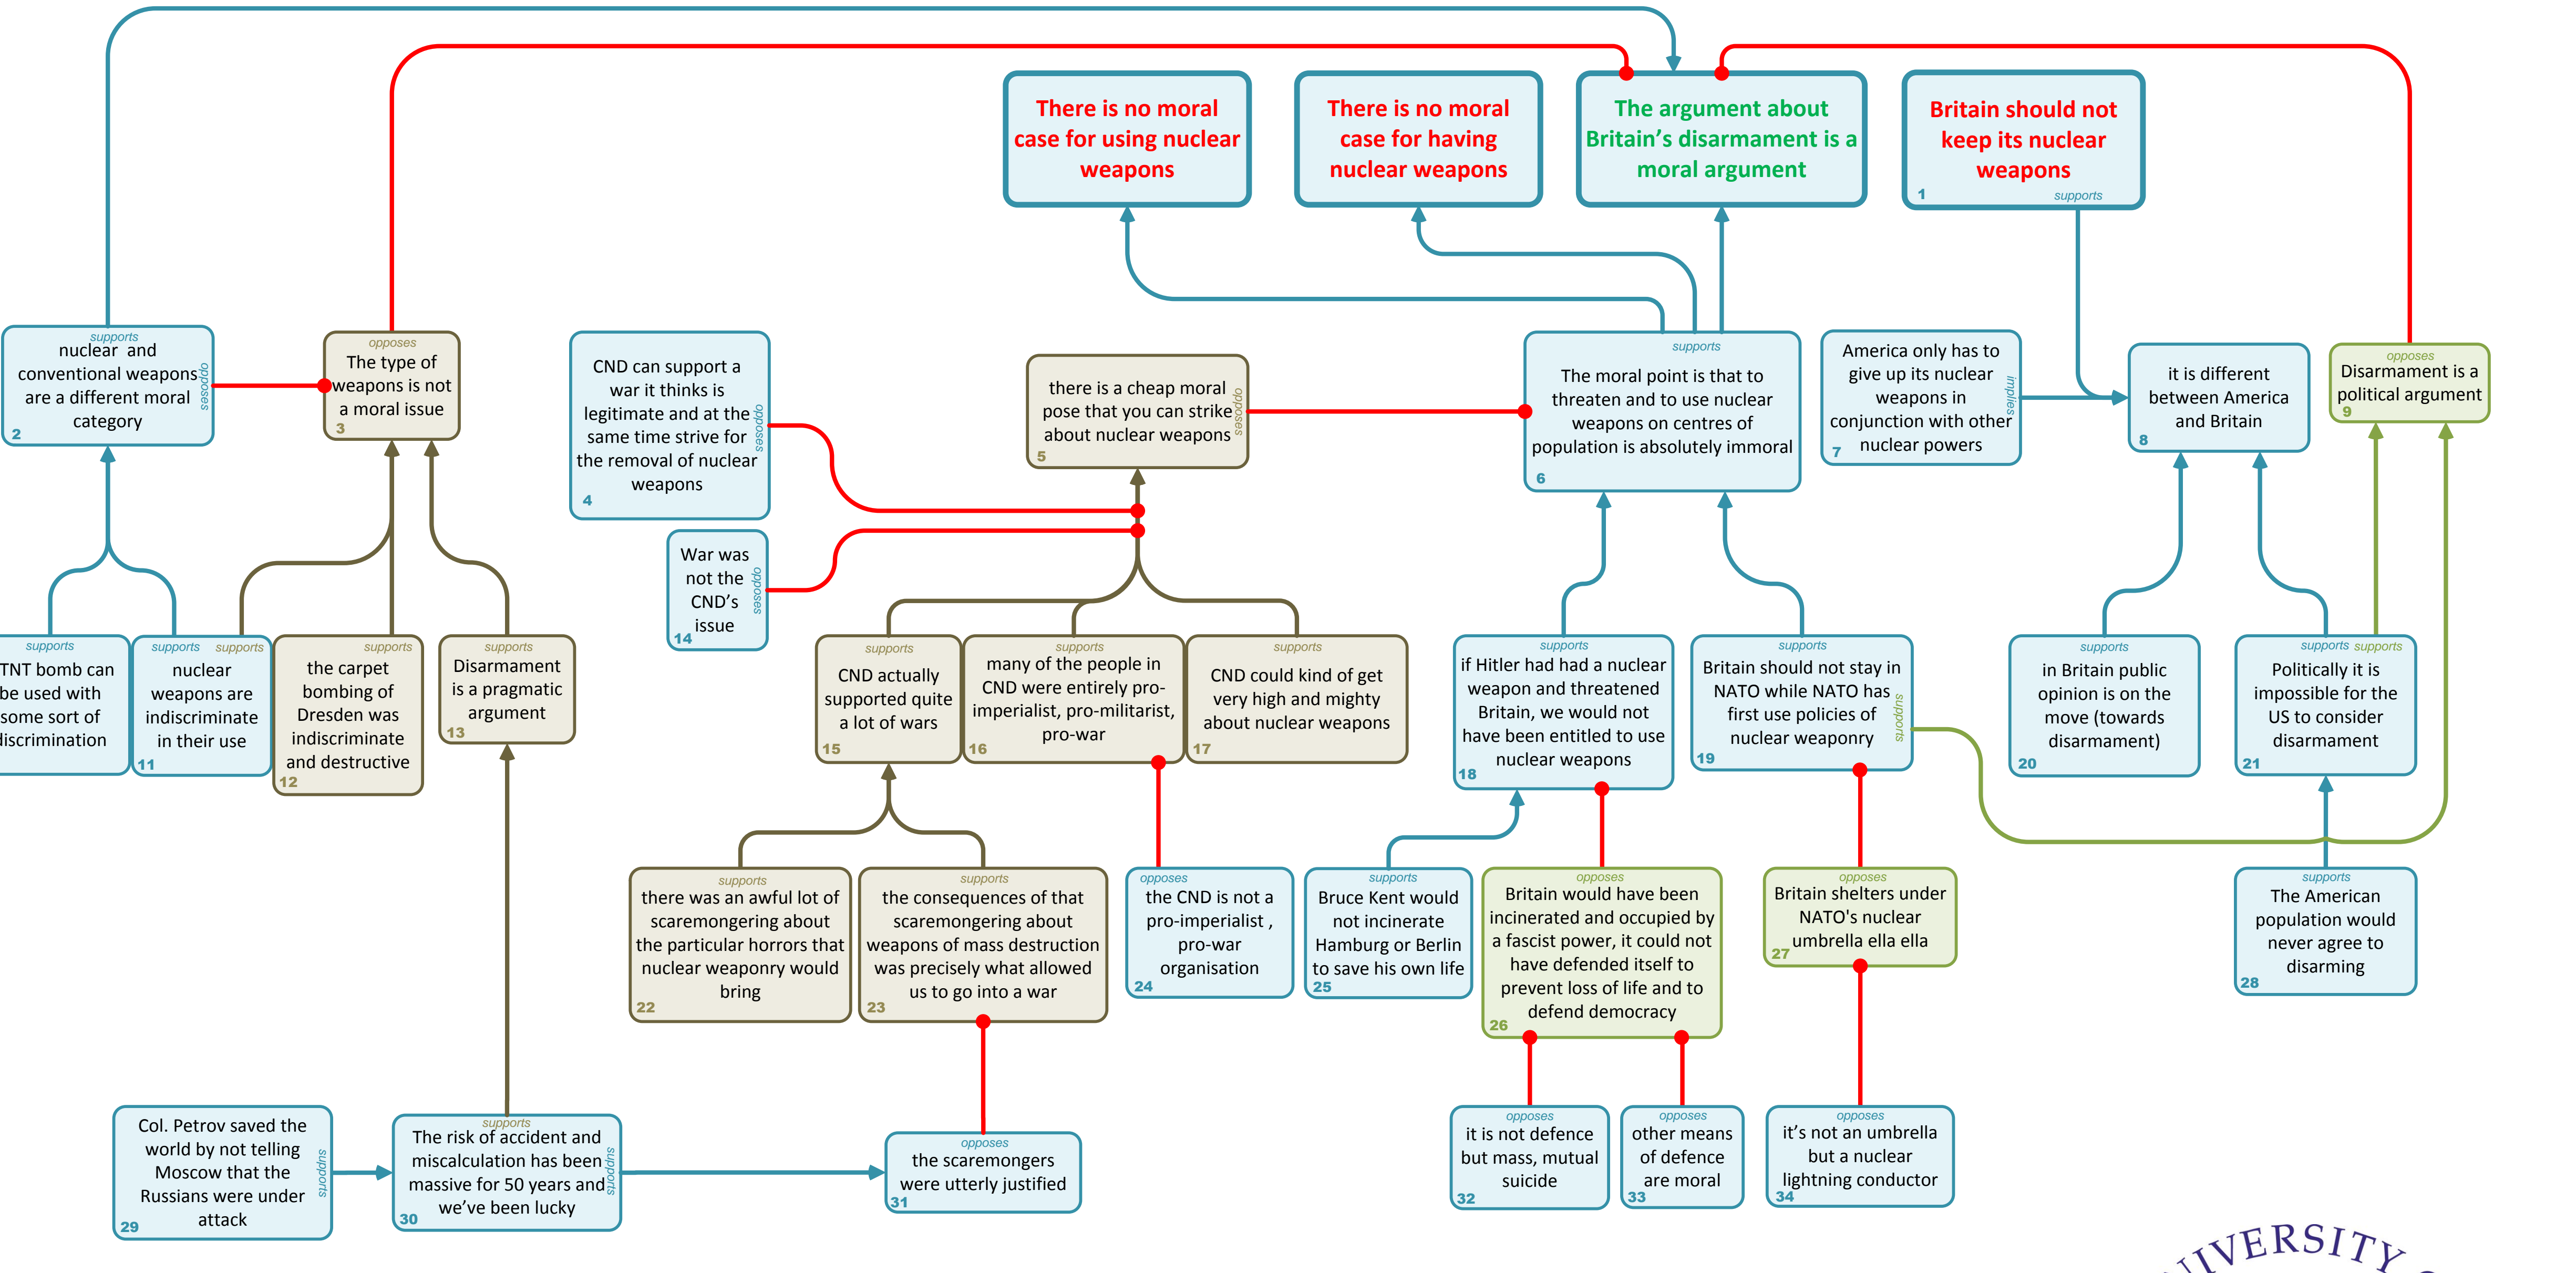 There is no moral
case for using nuclear
weapons
There is no moral
case for having
nuclear weapons
The argument about
Britain's disarmament is a
moral argument
Britain should not
keep its nuclear
weapons
1
supports
supports
nuclear and
conventional weapons
are a different moral
category
opposes
2
opposes
The type of
weapons is not
a moral issue
3
CND can support a
war it thinks is
legitimate and at the
same time strive for
the removal of nuclear
weapons
opposes
4
there is a cheap moral
pose that you can strike
about nuclear weapons
opposes
5
supports
The moral point is that to
threaten and to use nuclear
weapons on centres of
population is absolutely immoral
6
America only has to
give up its nuclear
weapons in
conjunction with other
nuclear powers
implies
7
it is different
between America
and Britain
8
opposes
Disarmament is a
political argument
9
War was
not the
CND's
issue
opposes
14
supports
TNT bomb can
be used with
some sort of
discrimination
supports
supports
nuclear
weapons are
indiscriminate
in their use
11
supports
the carpet
bombing of
Dresden was
indiscriminate
and destructive
12
supports
Disarmament
is a pragmatic
argument
13
supports
CND actually
supported quite
a lot of wars
15
supports
many of the people in
CND were entirely pro-
imperialist, pro-militarist,
pro-war
16
supports
CND could kind of get
very high and mighty
about nuclear weapons
17
supports
if Hitler had had a nuclear
weapon and threatened
Britain, we would not
have been entitled to use
nuclear weapons
18
supports
Britain should not stay in
NATO while NATO has
first use policies of
nuclear weaponry
supports
19
supports
in Britain public
opinion is on the
move (towards
disarmament)
20
supports
supports
Politically it is
impossible for the
US to consider
disarmament
21
supports
there was an awful lot of
scaremongering about
the particular horrors that
nuclear weaponry would
bring
22
supports
the consequences of that
scaremongering about
weapons of mass destruction
was precisely what allowed
us to go into a war
23
opposes
the CND is not a
pro-imperialist ,
pro-war
organisation
24
supports
Bruce Kent would
not incinerate
Hamburg or Berlin
to save his own life
25
opposes
Britain would have been
incinerated and occupied by
a fascist power, it could not
have defended itself to
prevent loss of life and to
defend democracy
26
opposes
Britain shelters under
NATO's nuclear
umbrella ella ella
27
supports
The American
population would
never agree to
disarming
28
Col. Petrov saved the
world by not telling
Moscow that the
Russians were under
attack
supports
29
supports
The risk of accident and
miscalculation has been
massive for 50 years and
we've been lucky
supports
30
opposes
the scaremongers
were utterly justified
31
opposes
it is not defence
but mass, mutual
suicide
32
opposes
other means
of defence
are moral
33
opposes
it's not an umbrella
but a nuclear
lightning conductor
34
UNIVERSITY